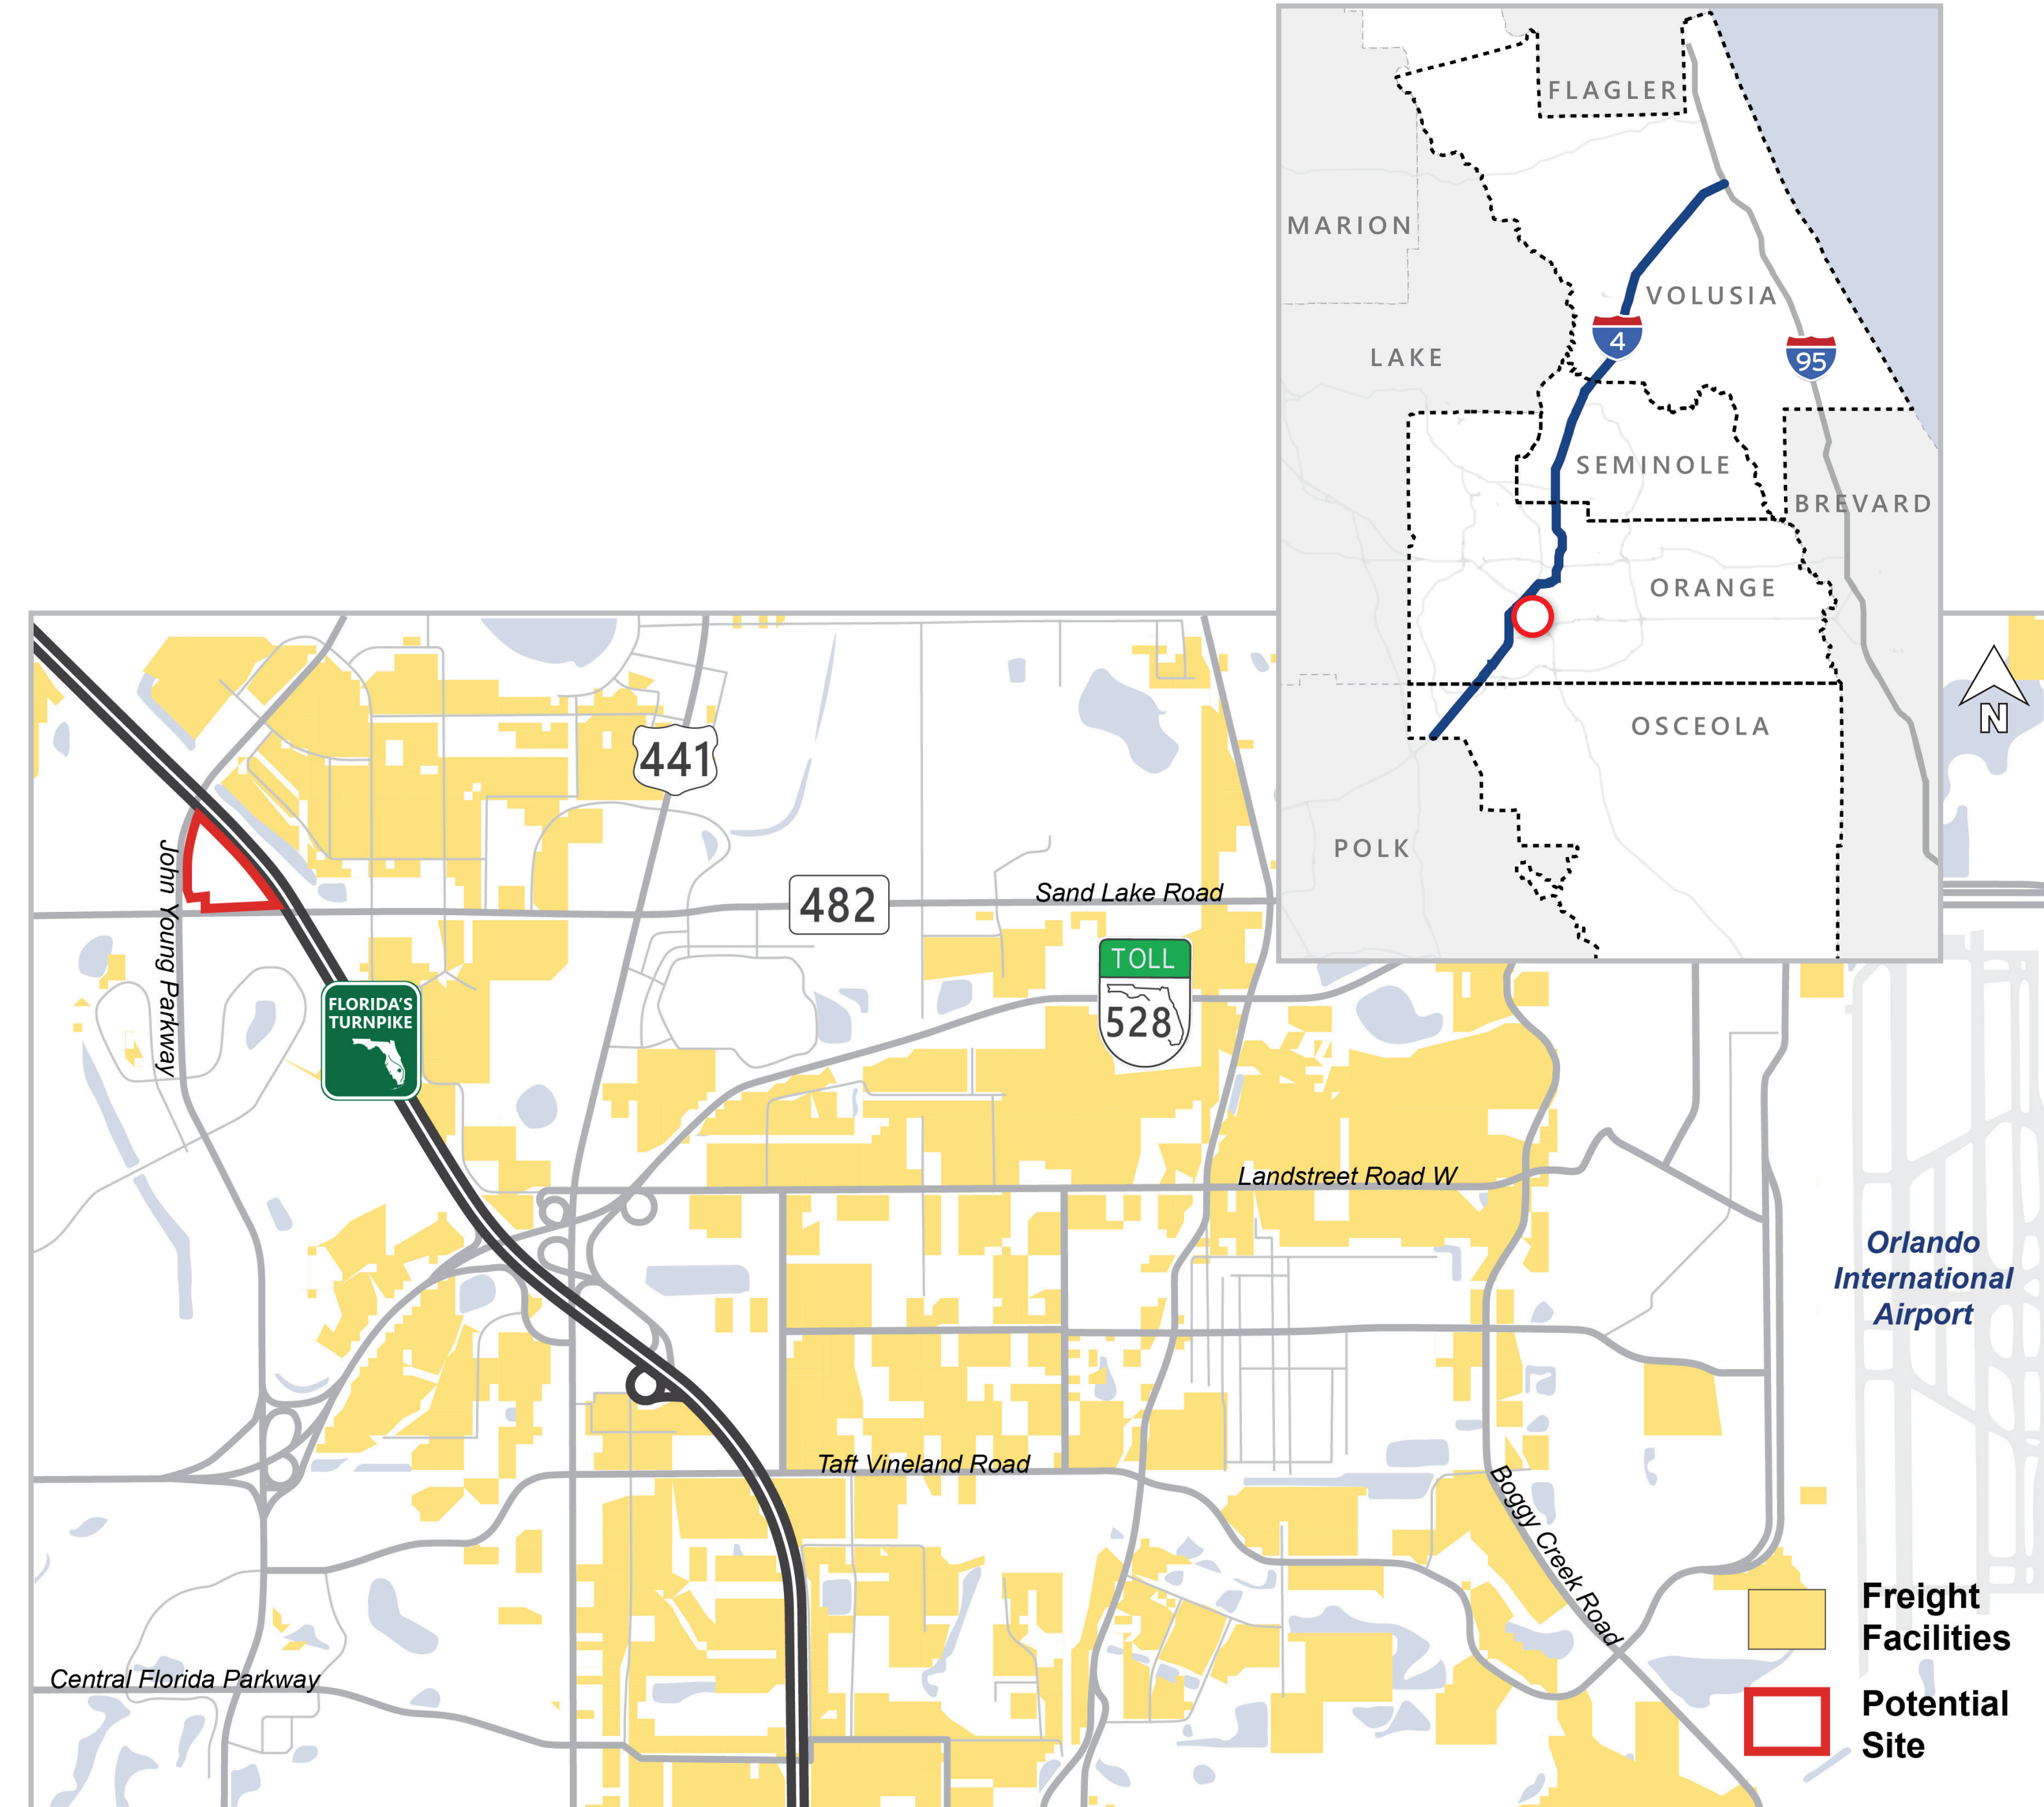 FLAGLER
MARION
VOLUSIA
4
95
LAKE
SEMINOLE
BREVARD
ORANGE
OSCEOLA
POLK
N
441
John Young Parkway
482
Sand Lake Road
TOLL
528
FLORIDA'S
TURNPIKE
Landstreet Road W
Orlando
International
Airport
Taft Vineland Road
Boggy Creek Road
Central Florida Parkway
Freight
Facilities
Potential
Site